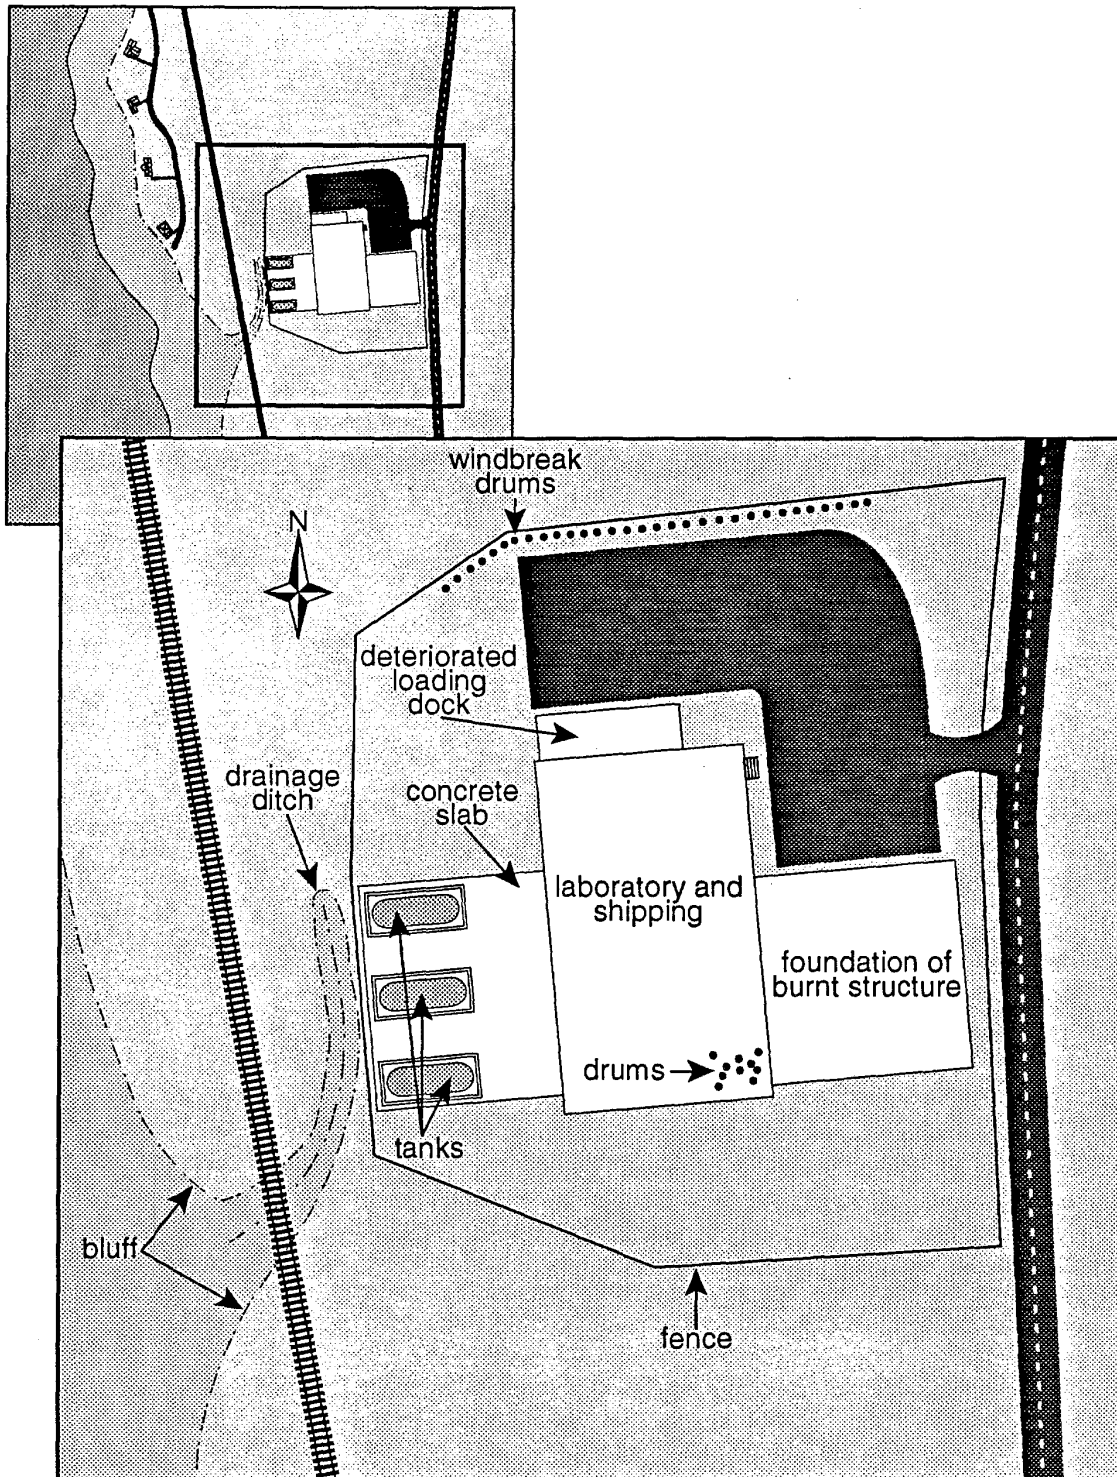 windbreak
drums
N
deteriorated
loading
dock
drainage
ditch
concrete
slab
laboratory and
shipping
foundation of
burnt structure
drums
tanks
bluff
fence